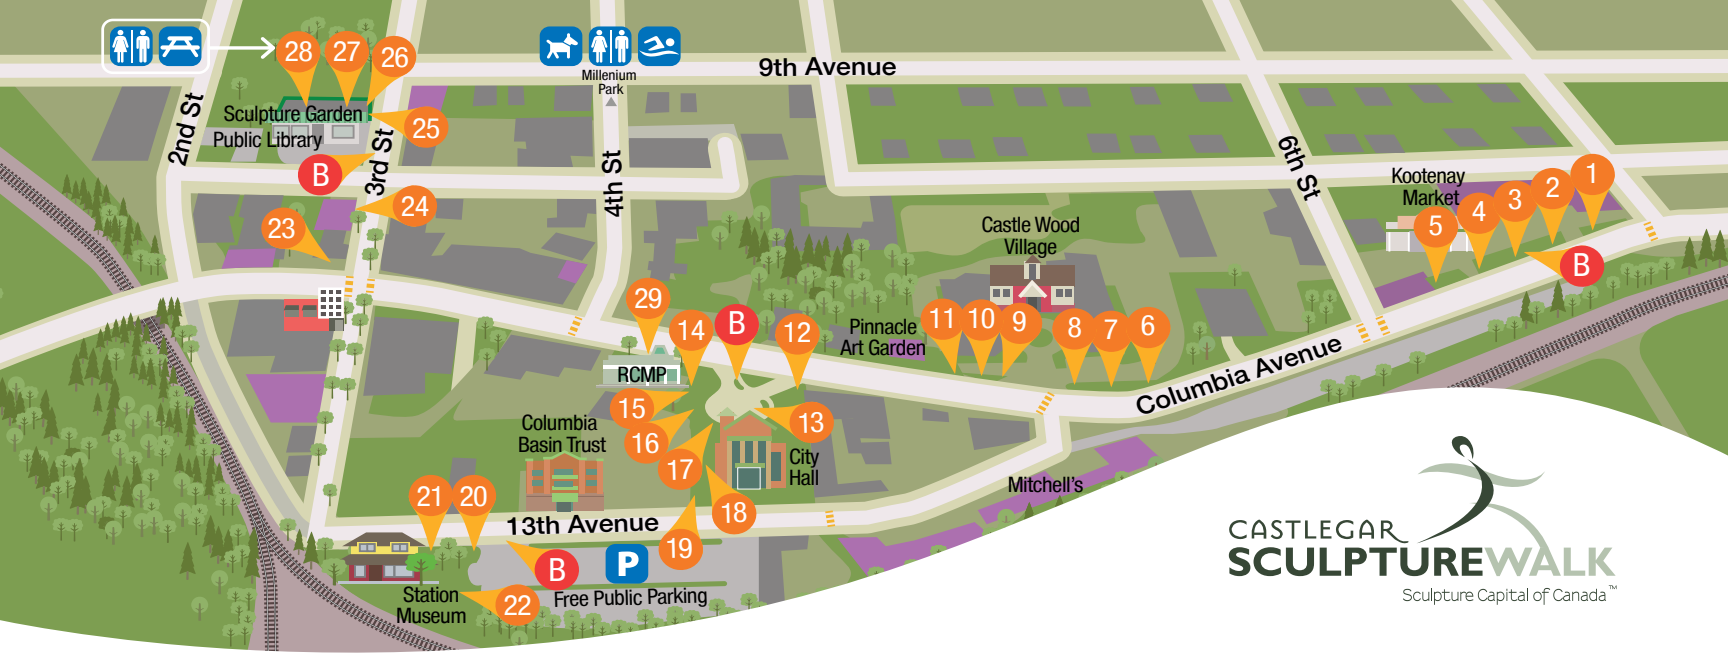 28
27
26
9th Avenue
Millenium
Park
2nd St
Sculpture Garden
25
Public Library
3rd St
B
4th St
6th St
Kootenay
Market
1
2
3
4
5
24
23
Castle Wood
Village
B
29
14
B
12
Pinnacle
Art Garden
11
10
9
8
7
6
RCMP
Columbia Avenue
15
13
Columbia
Basin Trust
16
17
City
Hall
21
20
Mitchell's
18
13th Avenue
19
B
P
22
Free Public Parking
Station
Museum
CASTLEGAR
SCULPTUREWALK
Sculpture Capital of Canada™